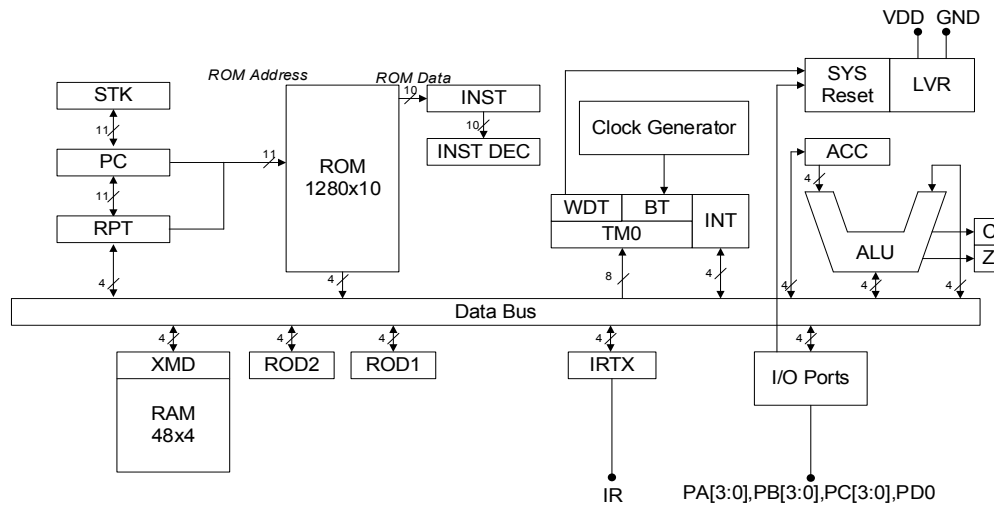 VDD GND
ROM Address
ROM Data
STK
11
PC
11
RPT
4
11
ROM
1280x10
4
10
INST
10
INST DEC
Clock Generator
WDT
BT
INT
TM0
8
4
SYS
Reset
LVR
ACC
4
ALU
C
Z
4
4
4
Data Bus
4
XMD
RAM
48x4
4
ROD2
4
ROD1
4
IRTX
IR
4
I/O Ports
PA[3:0],PB[3:0],PC[3:0],PD0